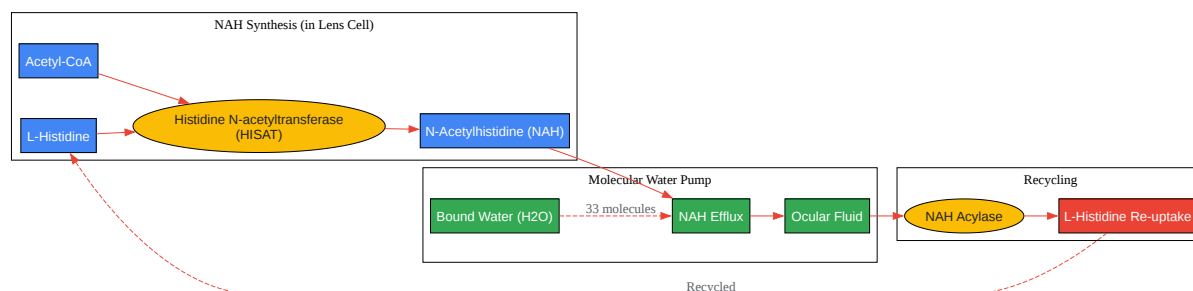 NAH Synthesis (in Lens Cell)
Acetyl-CoA
L-Histidine
Histidine N-acetyltransferase
(HISAT)
N-Acetylhistidine (NAH)
Molecular Water Pump
Bound Water (H2O)
33 molecules
NAH Efflux
Ocular Fluid
Recycling
NAH Acylase
L-Histidine Re-uptake
Recycled